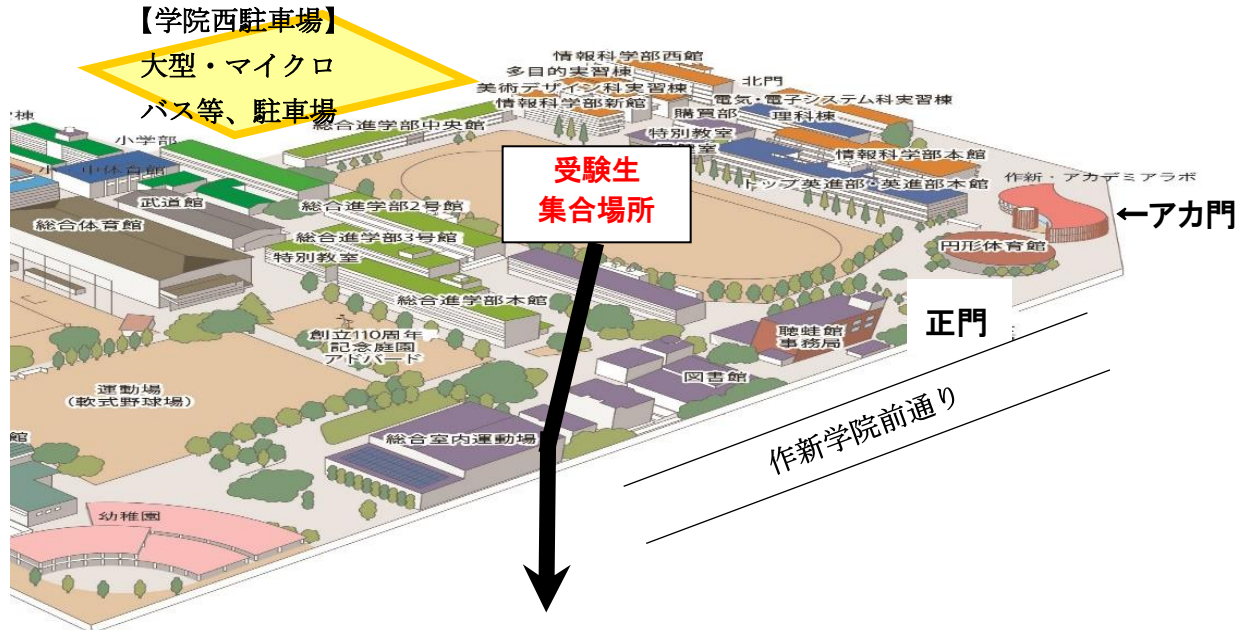 【学院西駐車場】
大型・マイクロ
バス等、駐車場
情報科学部西館
多目的実習棟
北門
美術デザイン科実習棟
電気・電子システム科実習棟
情報科学部新館
購買部
理科棟
総合進学部中央館
特別教室
棟
小学部
情報科学部本館
中体育館
受験生
集合場所
トップ英進部・英進部本館
作新・アカデミアラボ
武道館
総合進学部2号館
←アカ門
総合体育館
総合進学部3号館
円形体育館
特別教室
総合進学部本館
正門
創立110周年
記念庭園
アドバード
聴蛙館
事務局
運動場
(軟式野球場)
図書館
作新学院前通り
館
総合室内運動場
幼稚園